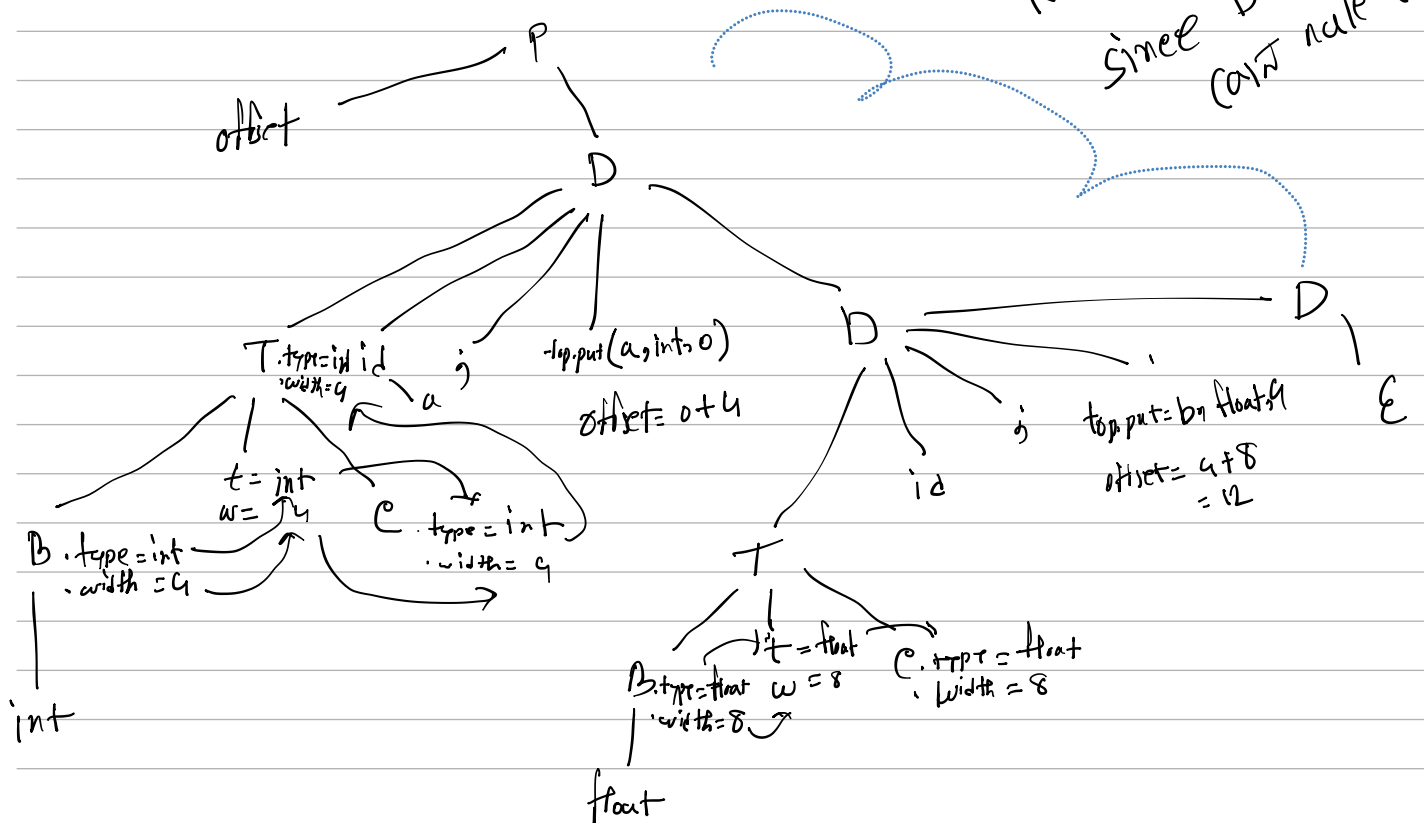 since D
can rule
P
offset
D
D
D
T.type=int id ;
.width=4
a
top.put(a, int, 0)
offset= 0+4
id
;
top.put=b, float,4
offset= 4+8
=12
ε
t= int
w= 4
B.type=int
.width=4
C.type=int
.width=4
int
T
t=float
w=8
B.type=float
.width=8
C.type=float
.width=8
float